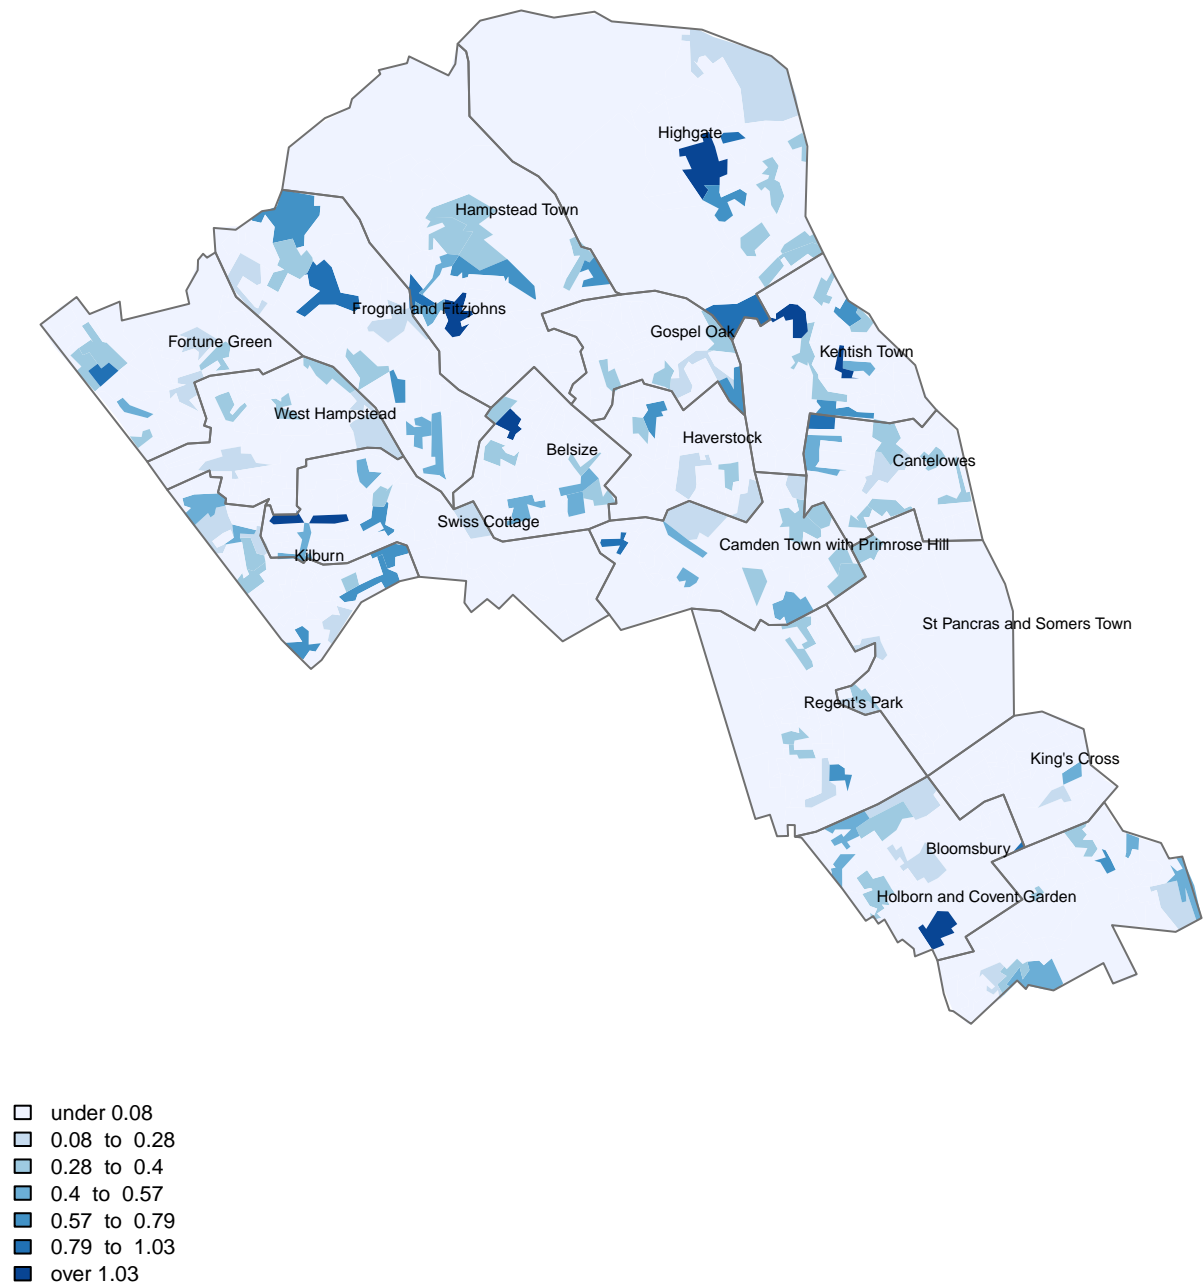 Highgate
Hampstead Town
Frognal and Fitzjohns
Gospel Oak
Fortune Green
Kentish Town
West Hampstead
Haverstock
Belsize
Cantelowes
Swiss Cottage
Camden Town with Primrose Hill
Kilburn
St Pancras and Somers Town
Regent's Park
King's Cross
Bloomsbury
Holborn and Covent Garden
under 0.08
0.08 to 0.28
0.28 to 0.4
0.4 to 0.57
0.57 to 0.79
0.79 to 1.03
over 1.03